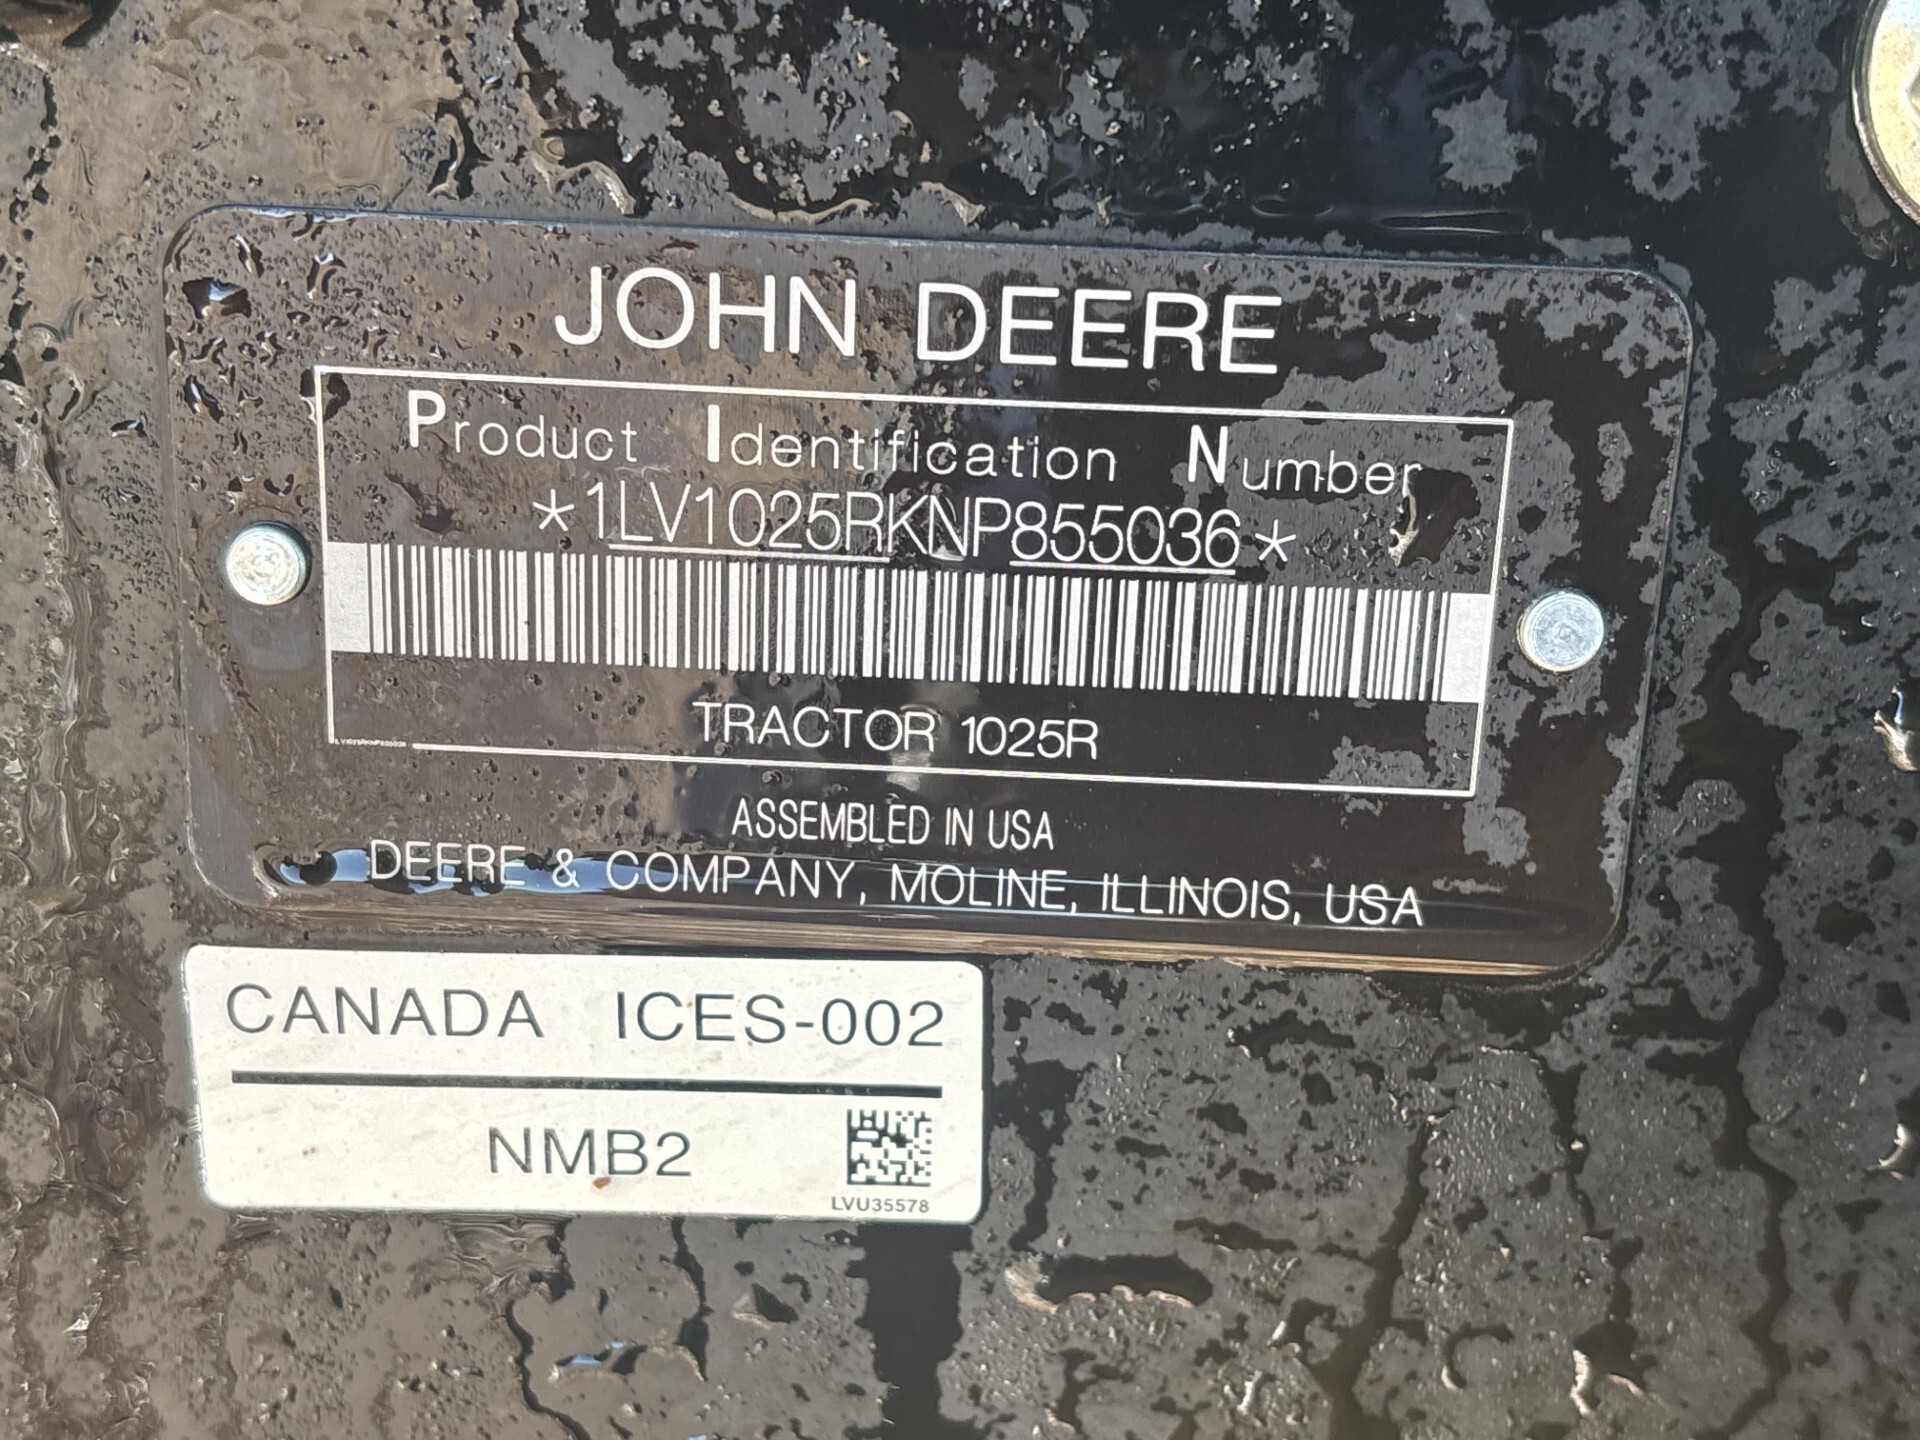 JOHN DEERE
Product Identification Number
*1LV1025RKNP855036*
TRACTOR 1025R
1LV1025RKNP855036
ASSEMBLED IN USA
DEERE & COMPANY, MOLINE, ILLINOIS, USA
CANADA ICES-002
NMB2
LVU35578